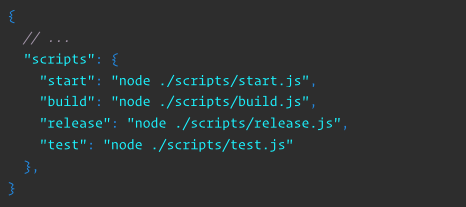 {
  // ...
  "scripts": {
    "start": "node ./scripts/start.js",
    "build": "node ./scripts/build.js",
    "release": "node ./scripts/release.js",
    "test": "node ./scripts/test.js"
  },
}